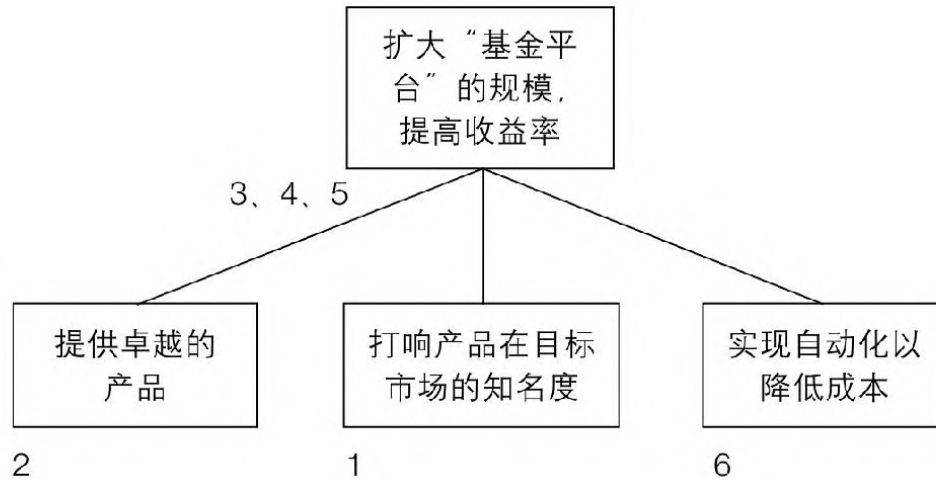 扩大“基金平
台”的规模，
提高收益率
3、4、5
提供卓越的
产品
打响产品在目标
市场的知名度
实现自动化以
降低成本
2
1
6